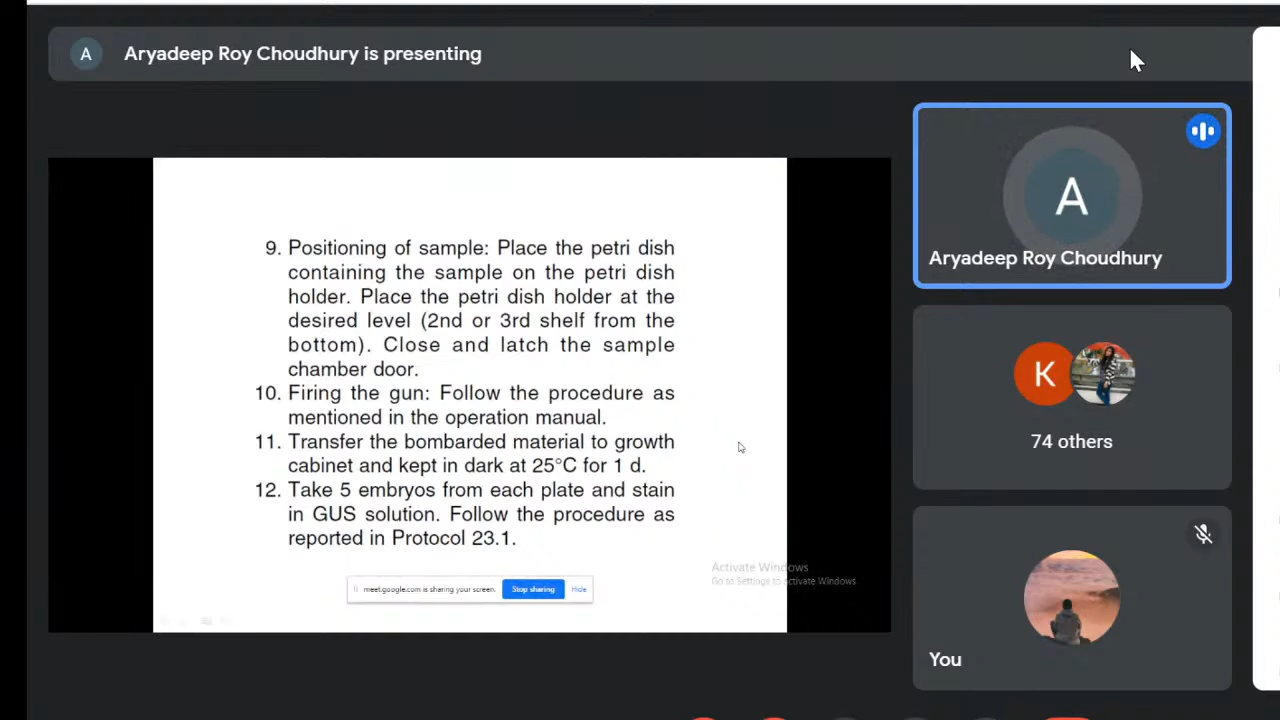 A
Aryadeep Roy Choudhury is presenting
9. Positioning of sample: Place the petri dish
containing the sample on the petri dish
holder. Place the petri dish holder at the
desired level (2nd or 3rd shelf from the
bottom). Close and latch the sample
chamber door.
10. Firing the gun: Follow the procedure as
mentioned in the operation manual.
11. Transfer the bombarded material to growth
cabinet and kept in dark at 25°C for 1 d.
12. Take 5 embryos from each plate and stain
in GUS solution. Follow the procedure as
reported in Protocol 23.1.
Activate Windows
Go to Settings to activate Windows
meet.google.com is sharing your screen.
Stop sharing
Hide
A
Aryadeep Roy Choudhury
K
74 others
You